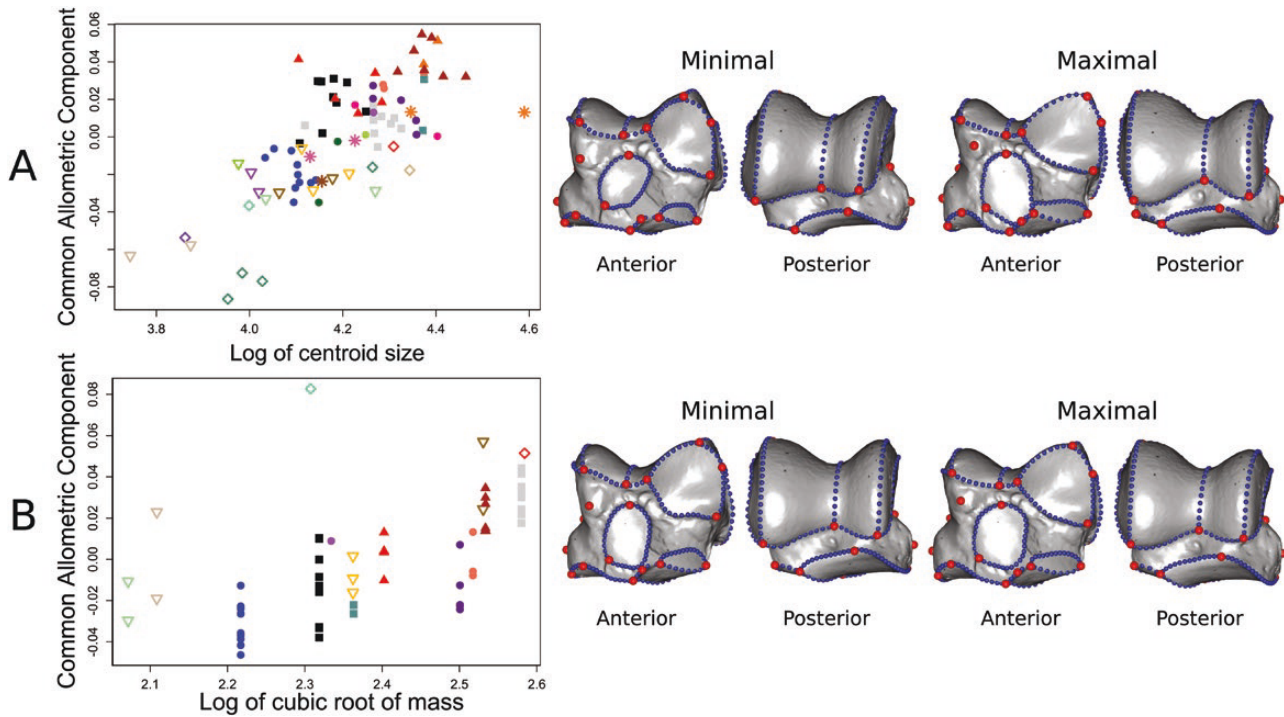 A
Common Allometric Component
0.06
0.04
0.02
0.00
-0.04
-0.08
3.8 4.0 4.2 4.4 4.6
Log of centroid size
Minimal Maximal
Anterior Posterior Anterior Posterior
B
Common Allometric Component
0.08
0.06
0.04
0.02
0.00
-0.02
-0.04
2.1 2.2 2.3 2.4 2.5 2.6
Log of cubic root of mass
Minimal Maximal
Anterior Posterior Anterior Posterior